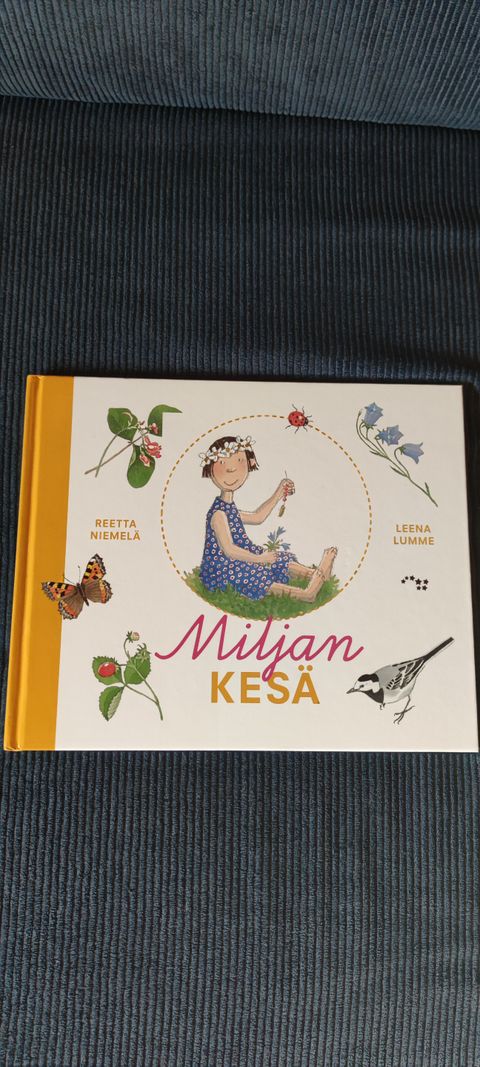 REETTA
NIEMELÄ
LEENA
LUMME
Miljan
KESÄ